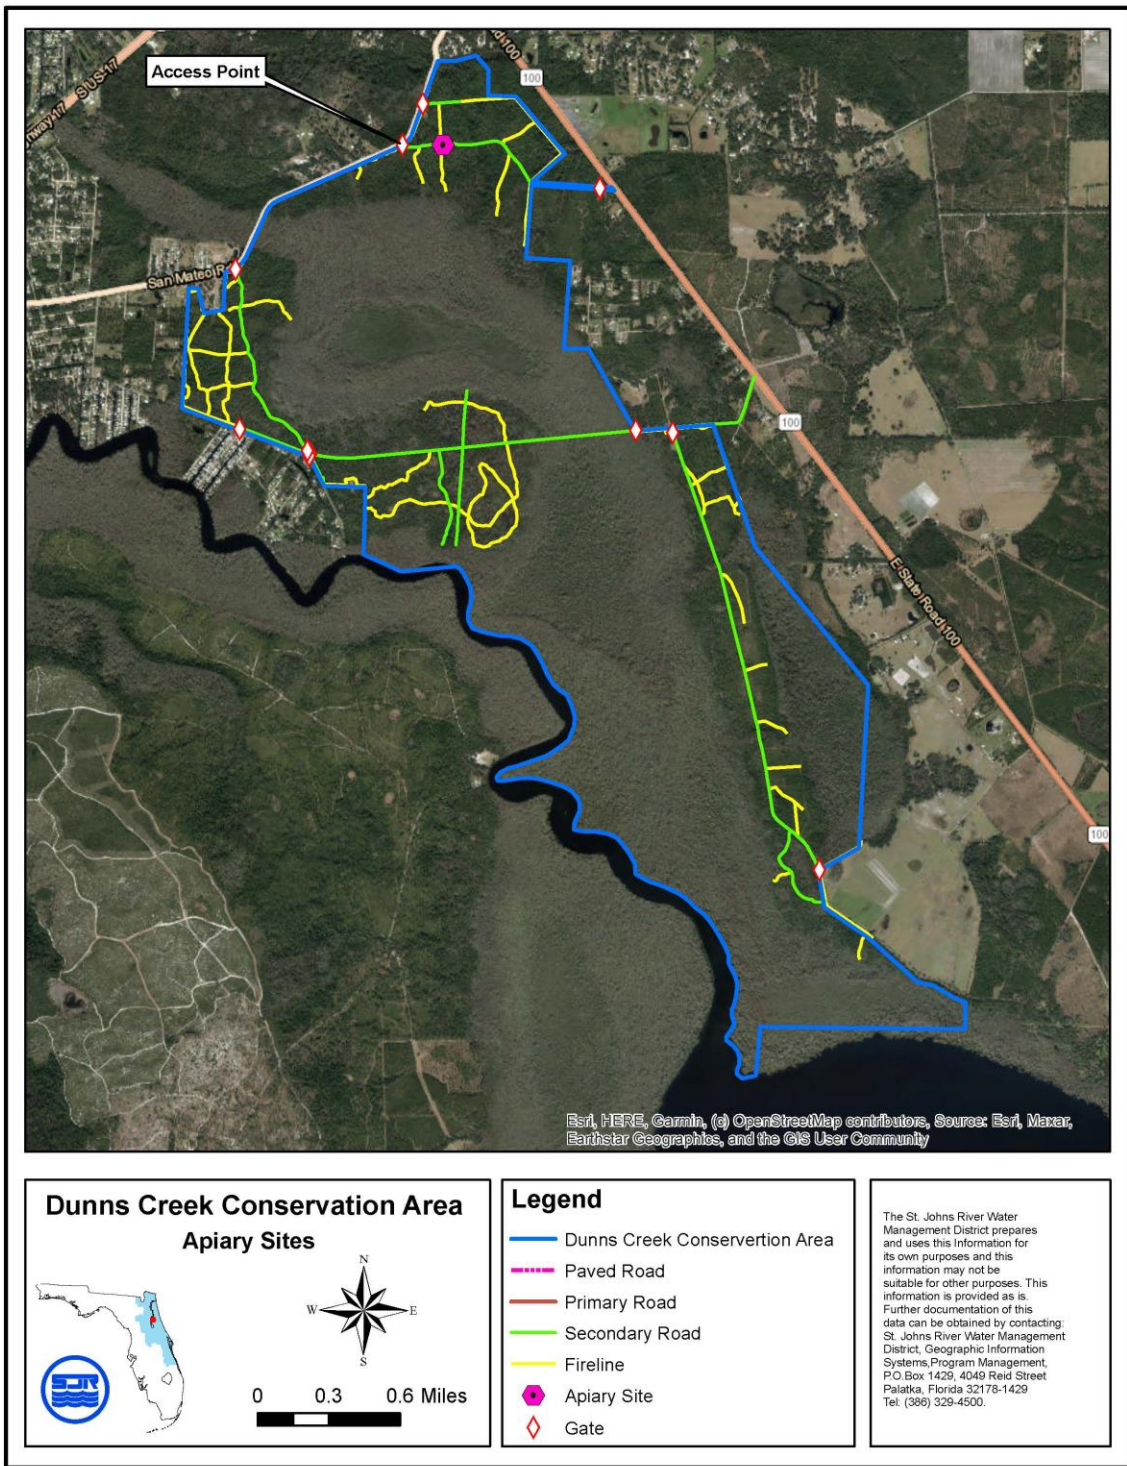 nway 17 S US-17
d 100
100
Access Point
San Mateo R
100
E State Road 100
100
Esri, HERE, Garmin, (c) OpenStreetMap contributors, Source: Esri, Maxar,
Earthstar Geographics, and the GIS User Community
Dunns Creek Conservation Area
Apiary Sites
N
W E
S
SJR
0 0.3 0.6 Miles
Legend
Dunns Creek Conservertion Area
Paved Road
Primary Road
Secondary Road
Fireline
Apiary Site
Gate
The St. Johns River Water
Management District prepares
and uses this Information for
its own purposes and this
information may not be
suitable for other purposes. This
information is provided as is.
Further documentation of this
data can be obtained by contacting:
St. Johns River Water Management
District, Geographic Information
Systems,Program Management,
P.O.Box 1429, 4049 Reid Street
Palatka, Florida 32178-1429
Tel: (386) 329-4500.